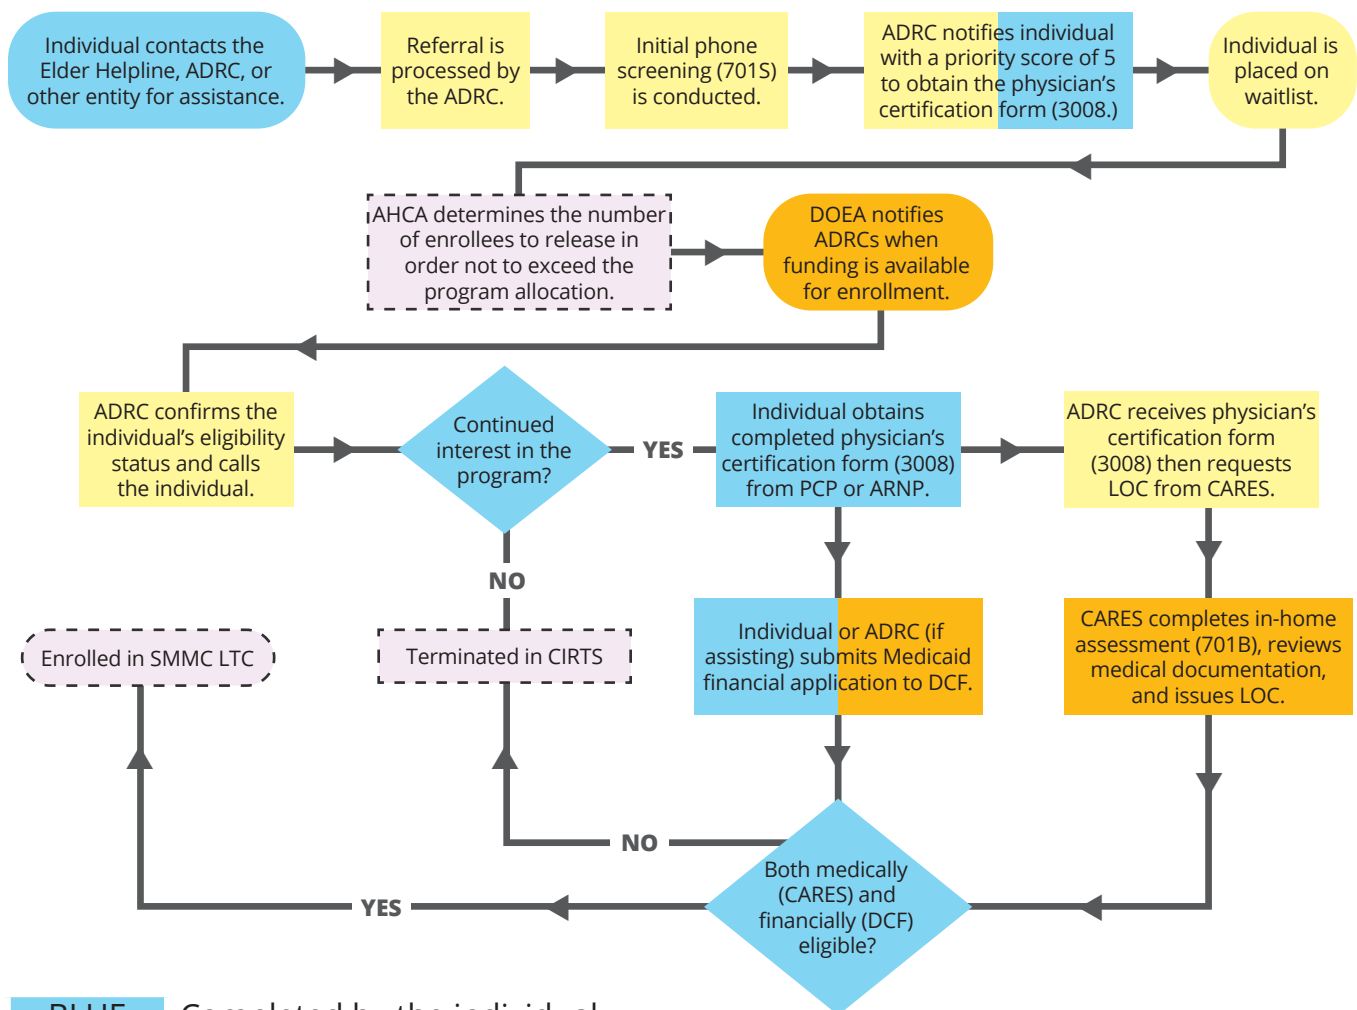 Individual contacts the
Elder Helpline, ADRC, or
other entity for assistance.
Referral is
processed by
the ADRC.
Initial phone
screening (701S)
is conducted.
ADRC notifies individual
with a priority score of 5
to obtain the physician’s
certification form (3008.)
Individual is
placed on
waitlist.
AHCA determines the number
of enrollees to release in
order not to exceed the
program allocation.
DOEA notifies
ADRCs when
funding is available
for enrollment.
ADRC confirms the
individual’s eligibility
status and calls
the individual.
Continued
interest in the
program?
YES
Individual obtains
completed physician’s
certification form (3008)
from PCP or ARNP.
ADRC receives physician’s
certification form
(3008) then requests
LOC from CARES.
NO
Enrolled in SMMC LTC
Terminated in CIRTS
Individual or ADRC (if
assisting) submits Medicaid
financial application to DCF.
CARES completes in-home
assessment (701B), reviews
medical documentation,
and issues LOC.
NO
Both medically
(CARES) and
financially (DCF)
eligible?
YES
BLUE
Completed by the individual